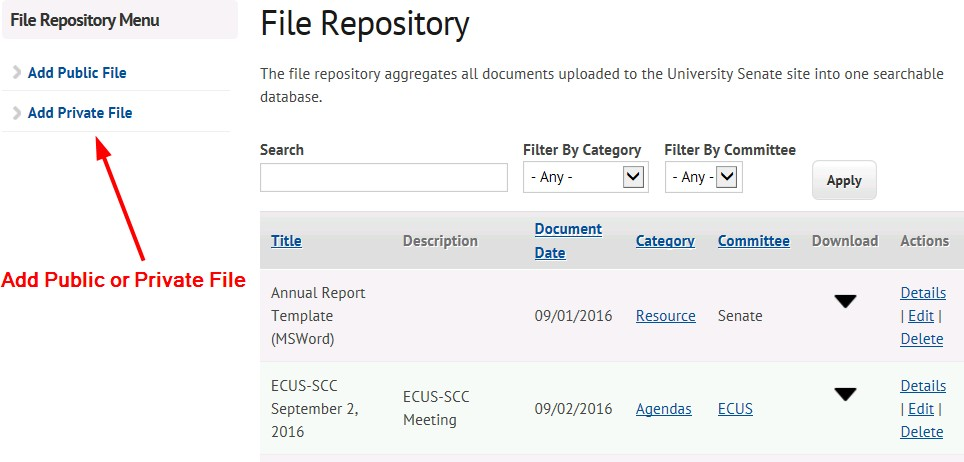 File Repository Menu
Add Public File
Add Private File
Add Public or Private File
File Repository
The file repository aggregates all documents uploaded to the University Senate site into one searchable
database.
Search
Filter By Category
- Any -
Filter By Committee
- Any -
Apply
Title Description Document Date Category Committee Download Actions
Annual Report
Template
(MSWord)
09/01/2016
Resource
Senate
Details
| Edit |
Delete
ECUS-SCC
September 2,
2016
ECUS-SCC
Meeting
09/02/2016
Agendas
ECUS
Details
| Edit |
Delete